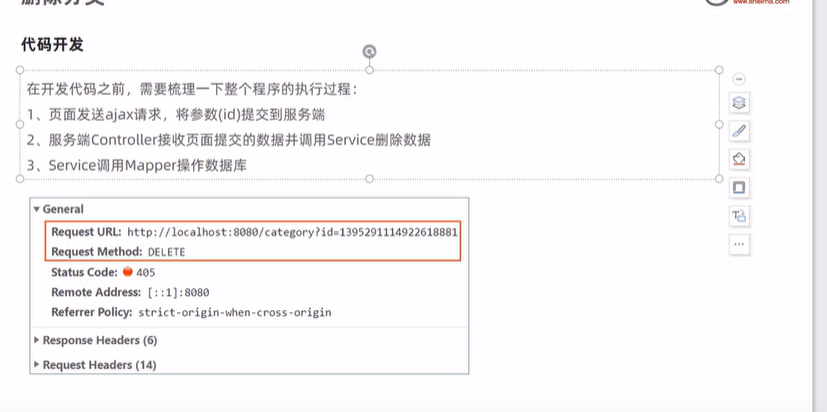 删除分类
www.itheima.com
代码开发
在开发代码之前，需要梳理一下整个程序的执行过程：
1、页面发送ajax请求，将参数(id)提交到服务端
2、服务端Controller接收页面提交的数据并调用Service删除数据
3、Service调用Mapper操作数据库
General
Request URL: http://localhost:8080/category?id=1395291114922618881
Request Method: DELETE
Status Code: 405
Remote Address: [::1]:8080
Referrer Policy: strict-origin-when-cross-origin
Response Headers (6)
Request Headers (14)